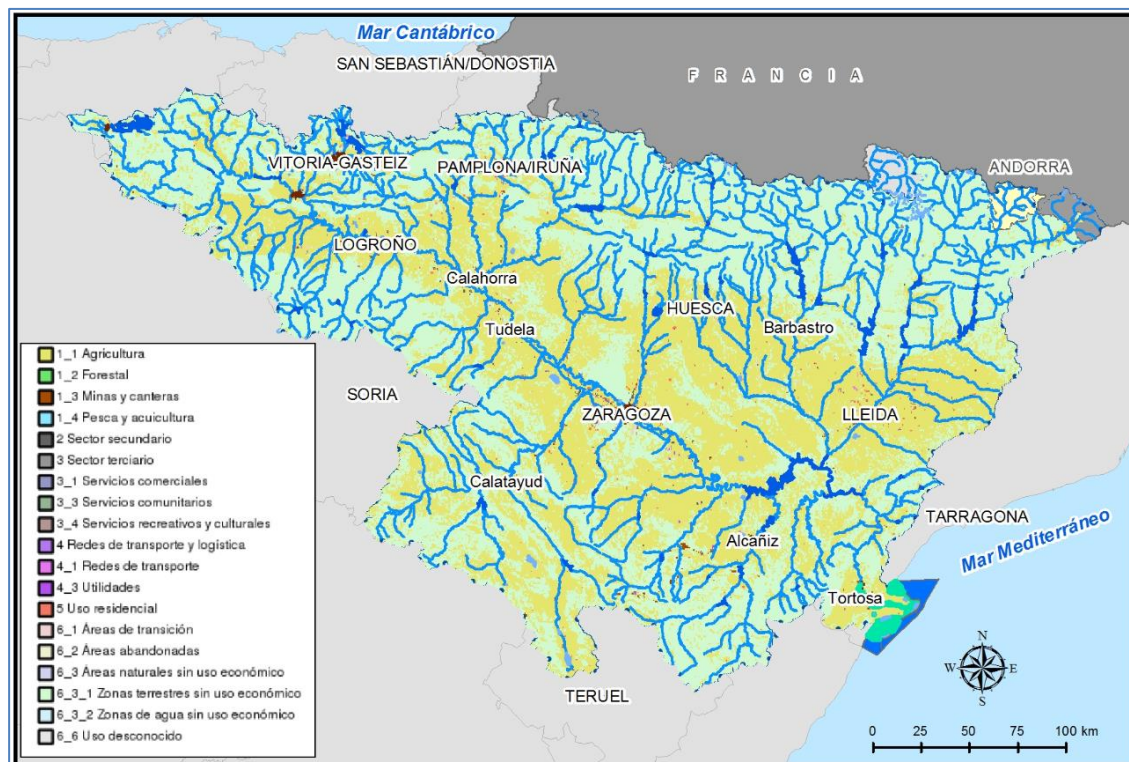 Mar Cantábrico
SAN SEBASTIÁN/DONOSTIA
FRANCIA
VITORIA-GASTEIZ
PAMPLONA/IRUÑA
ANDORRA
LOGROÑO
Calahorra
HUESCA
Tudela
Barbastro
SORIA
ZARAGOZA
LLEIDA
Calatayud
TARRAGONA
Alcañiz
Mar Mediterráneo
Tortosa
TERUEL
1_1 Agricultura
1_2 Forestal
1_3 Minas y canteras
1_4 Pesca y acuicultura
2 Sector secundario
3 Sector terciario
3_1 Servicios comerciales
3_3 Servicios comunitarios
3_4 Servicios recreativos y culturales
4 Redes de transporte y logística
4_1 Redes de transporte
4_3 Utilidades
5 Uso residencial
6_1 Áreas de transición
6_2 Áreas abandonadas
6_3 Áreas naturales sin uso económico
6_3_1 Zonas terrestres sin uso económico
6_3_2 Zonas de agua sin uso económico
6_6 Uso desconocido
N
W E
S
0 25 50 75 100 km